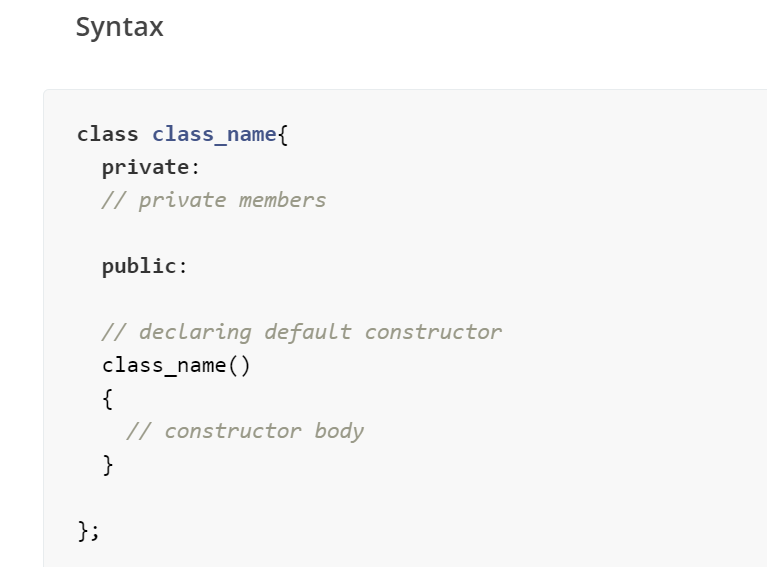 Syntax
class class_name{
private:
// private members
public:
// declaring default constructor
class_name()
{
// constructor body
}
};